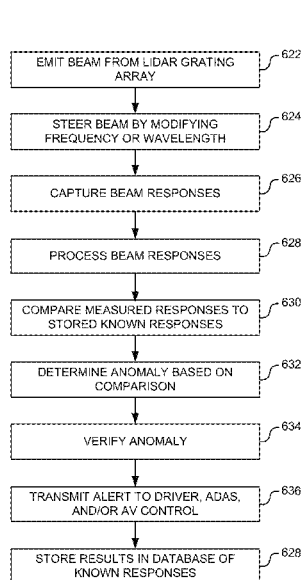 EMIT BEAM FROM LIDAR GRATING
ARRAY
622
STEER BEAM BY MODIFYING
FREQUENCY OR WAVELENGTH
624
CAPTURE BEAM RESPONSES
626
PROCESS BEAM RESPONSES
628
COMPARE MEASURED RESPONSES TO
STORED KNOWN RESPONSES
630
DETERMINE ANOMALY BASED ON
COMPARISON
632
VERIFY ANOMALY
634
TRANSMIT ALERT TO DRIVER, ADAS,
AND/OR AV CONTROL
636
STORE RESULTS IN DATABASE OF
KNOWN RESPONSES
628